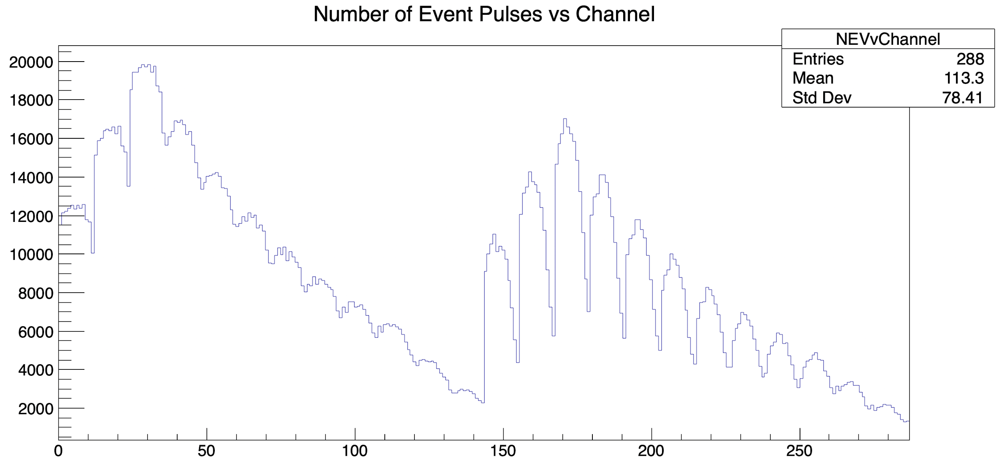 Number of Event Pulses vs Channel
NEVvChannel
Entries 288
Mean 113.3
Std Dev 78.41
20000
18000
16000
14000
12000
10000
8000
6000
4000
2000
0 50 100 150 200 250